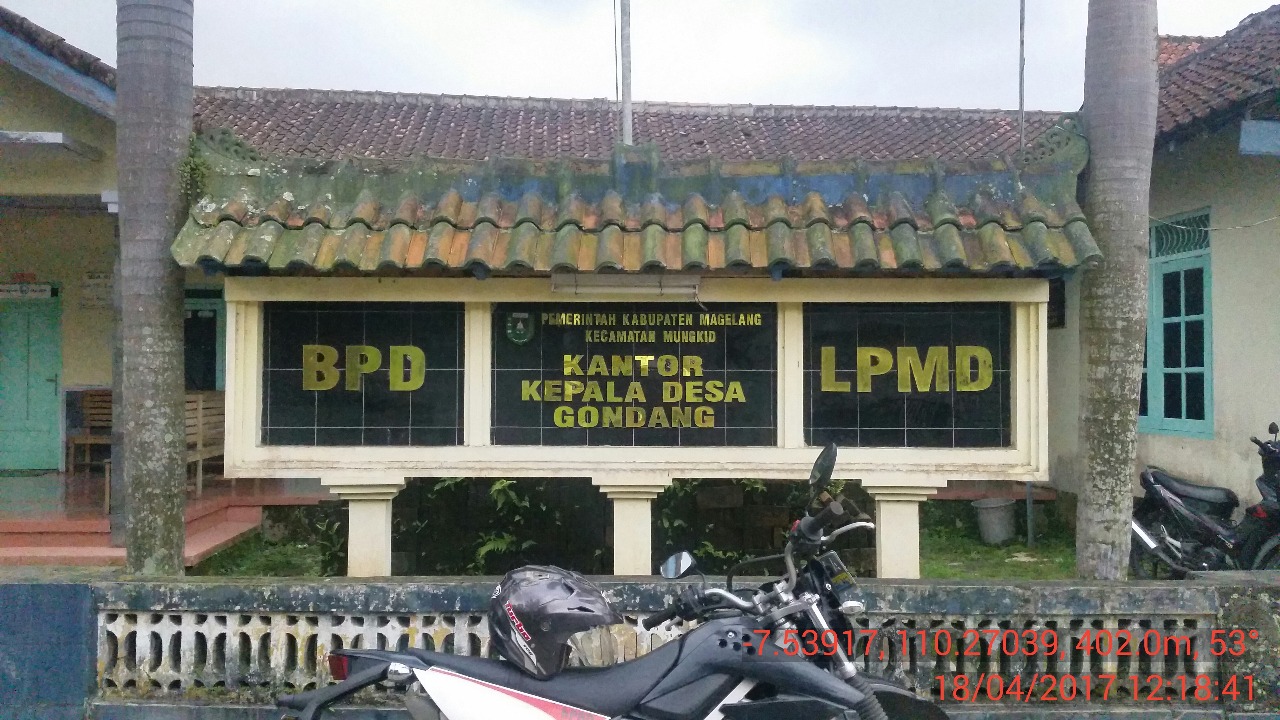 BPD
PEMERINTAH KABUPATEN MAGELANG
KECAMATAN MUNGKID
KANTOR
KEPALA DESA
GONDANG
LPMD
turbo
-7.53917, 110.27039, 402.0m, 53°
18/04/2017 12:18:41